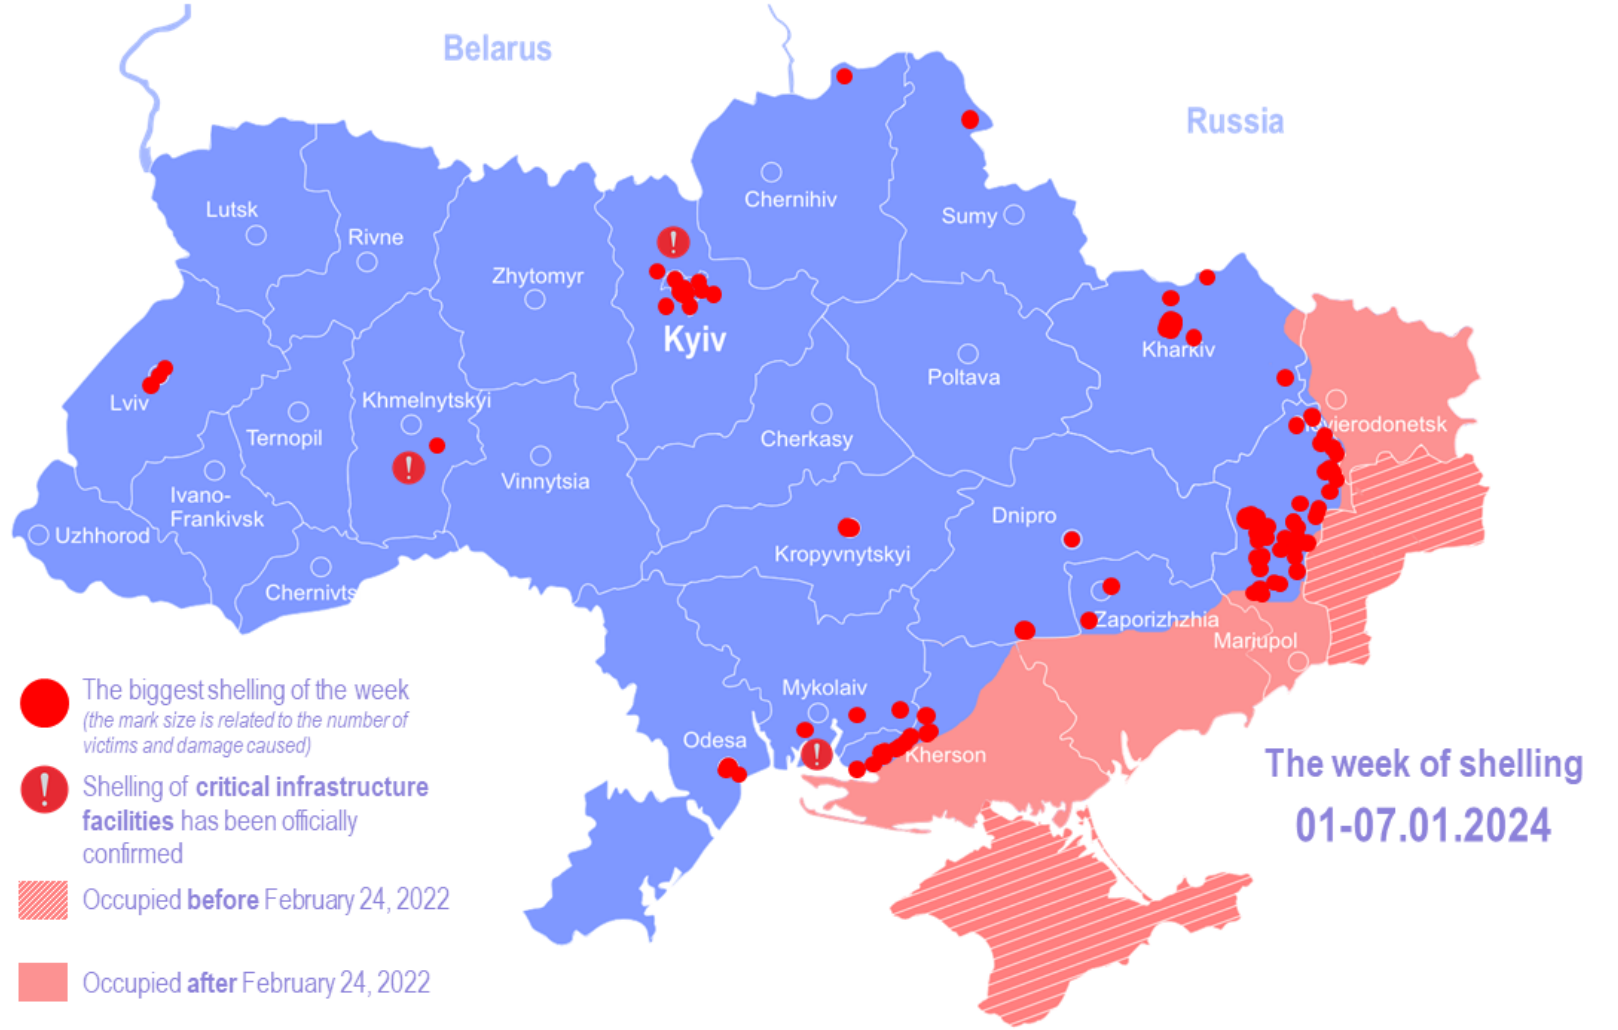 Belarus
Russia
Chernihiv
Lutsk
Sumy
Rivne
Zhytomyr
Kyiv
Kharkiv
Poltava
Lviv
Khmelnytskyi
Svierodonetsk
Ternopil
Cherkasy
Vinnytsia
Ivano-
Frankivsk
Dnipro
Uzhhorod
Kropyvnytskyi
Chernivts
Zaporizhzhia
Mariupol
Mykolaiv
Odesa
Kherson
The biggest shelling of the week
(the mark size is related to the number of
victims and damage caused)
Shelling of critical infrastructure
facilities has been officially
confirmed
Occupied before February 24, 2022
Occupied after February 24, 2022
The week of shelling
01-07.01.2024